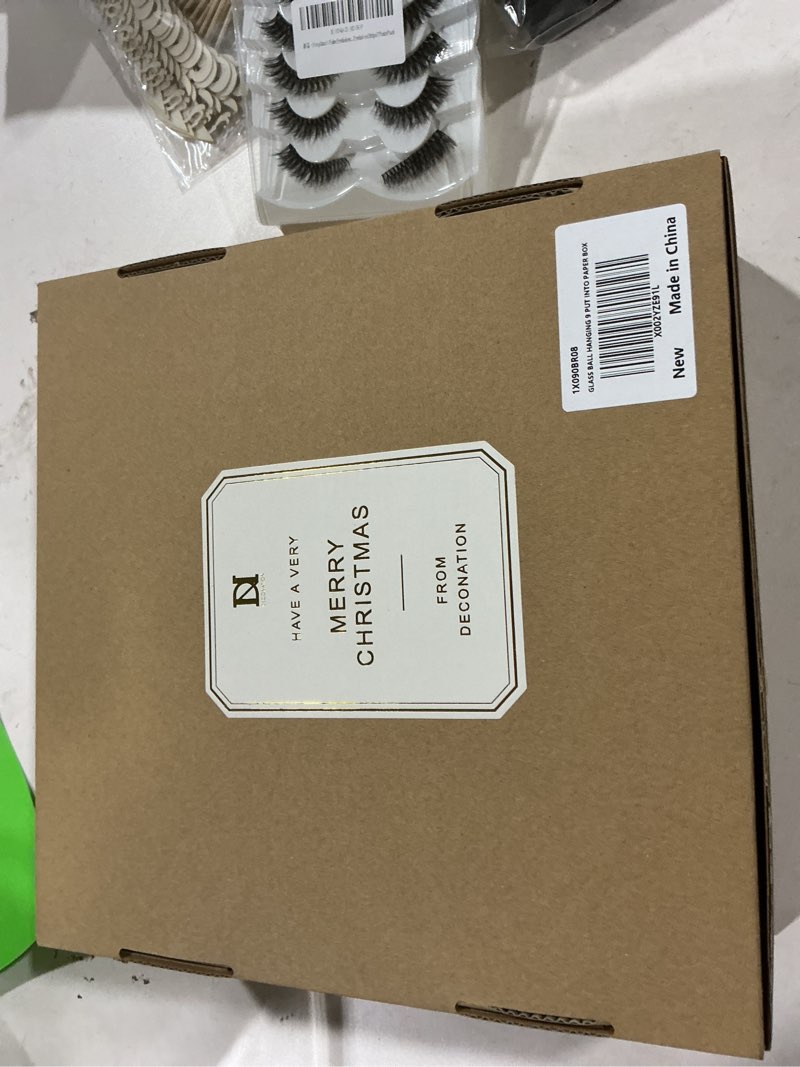 HAVE A VERY
MERRY
CHRISTMAS
FROM
DECONATION
1X090BR08
GLASS BALL HANGING 9 PUT INTO PAPER BOX
X002YZE91L
New Made in China